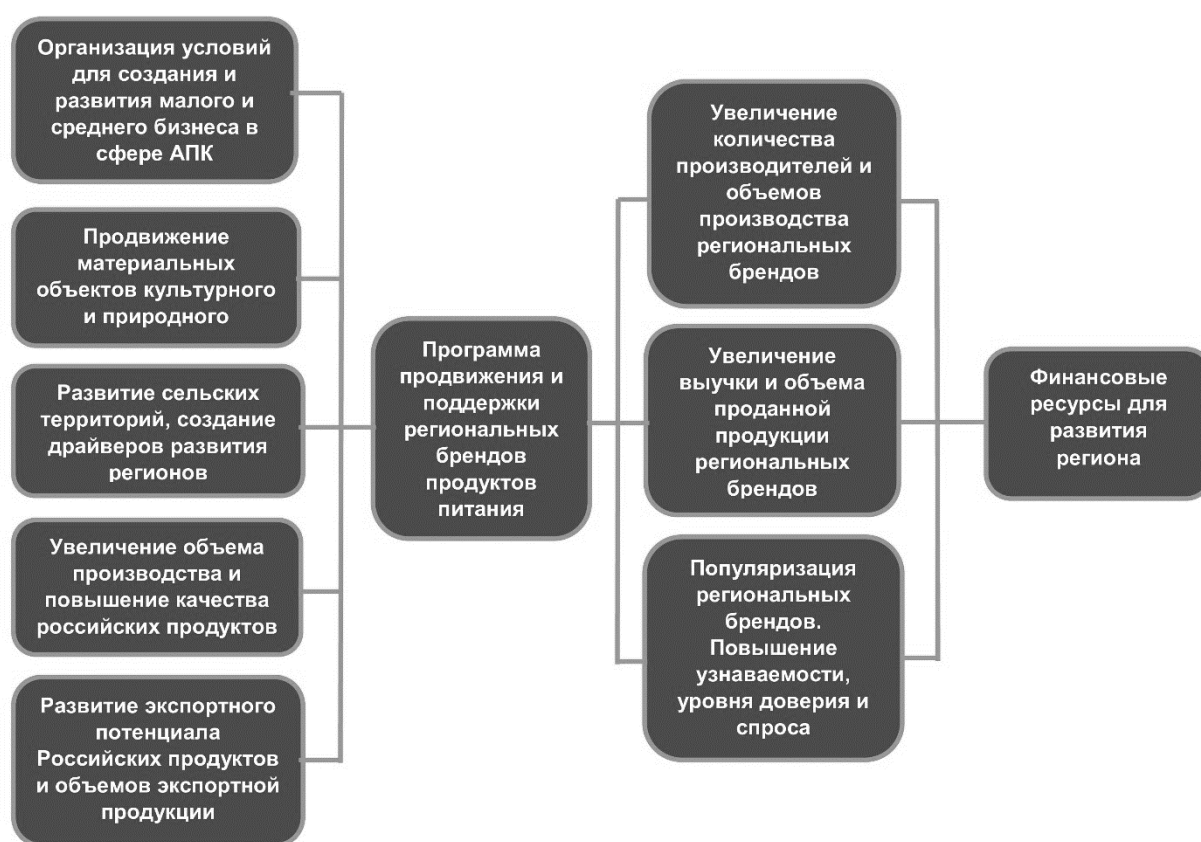 Организация условий
для создания и
развития малого и
среднего бизнеса в
сфере АПК
Продвижение
материальных
объектов культурного
и природного
Развитие сельских
территорий, создание
драйверов развития
регионов
Увеличение объема
производства и
повышение качества
российских продуктов
Развитие экспортного
потенциала
Российских продуктов
и объемов экспортной
продукции
Программа
продвижения и
поддержки
региональных
брендов
продуктов
питания
Увеличение
количества
производителей и
объемов
производства
региональных
брендов
Увеличение
выучки и объема
проданной
продукции
региональных
брендов
Популяризация
региональных
брендов.
Повышение
узнаваемости,
уровня доверия и
спроса
Финансовые
ресурсы для
развития
региона